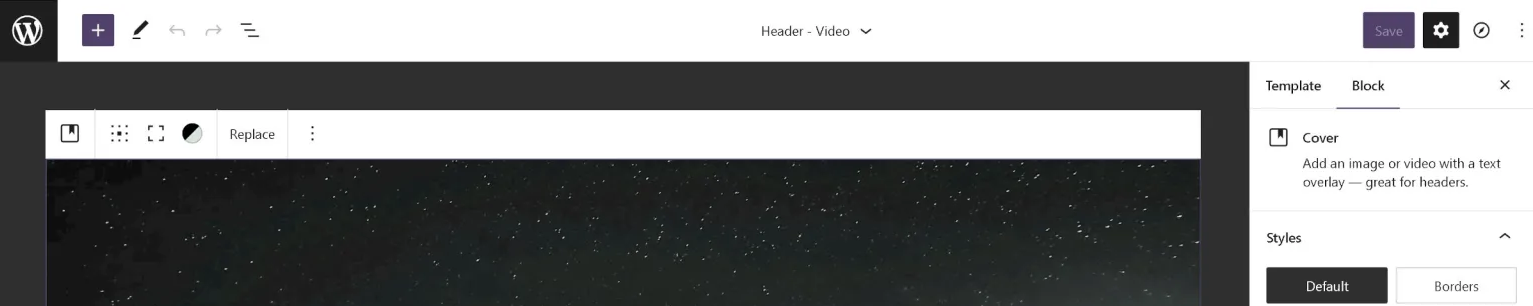 Header - Video
Save
Template
Block
Replace
Cover
Add an image or video with a text
overlay — great for headers.
Styles
Default
Borders